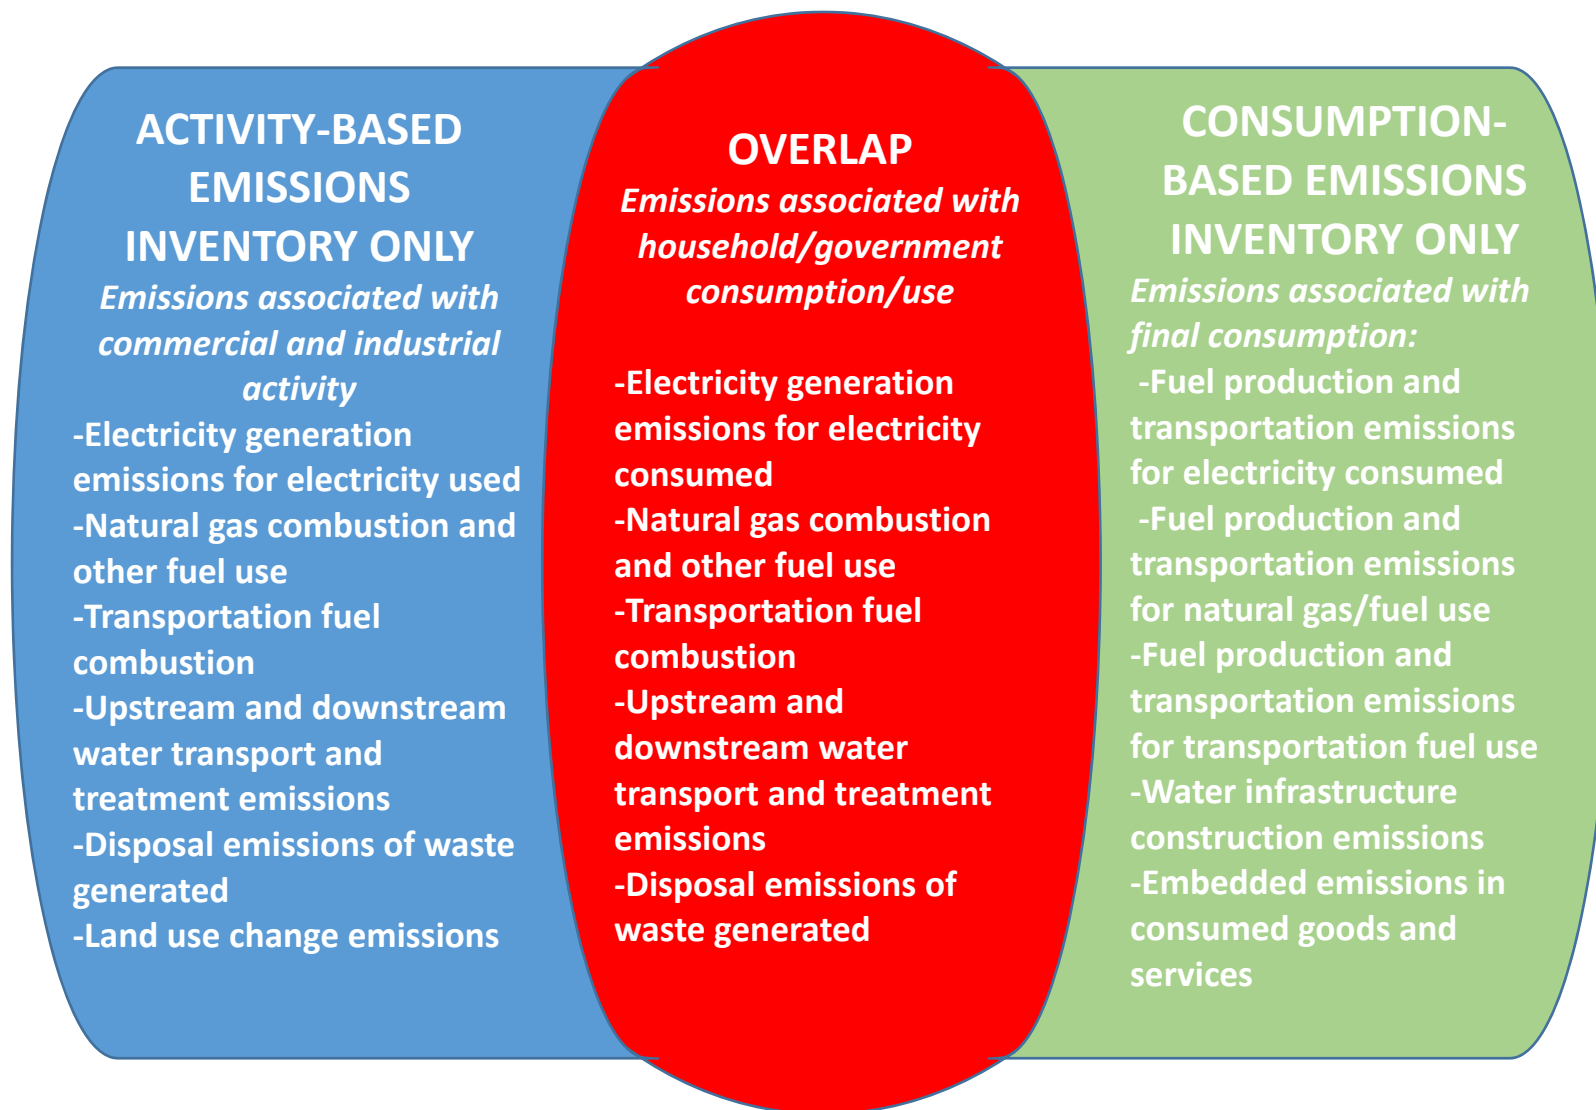 ACTIVITY-BASED
EMISSIONS
INVENTORY ONLY
Emissions associated with
commercial and industrial
activity
-Electricity generation
emissions for electricity used
-Natural gas combustion and
other fuel use
-Transportation fuel
combustion
-Upstream and downstream
water transport and
treatment emissions
-Disposal emissions of waste
generated
-Land use change emissions
OVERLAP
Emissions associated with
household/government
consumption/use
-Electricity generation
emissions for electricity
consumed
-Natural gas combustion
and other fuel use
-Transportation fuel
combustion
-Upstream and
downstream water
transport and treatment
emissions
-Disposal emissions of
waste generated
CONSUMPTION-
BASED EMISSIONS
INVENTORY ONLY
Emissions associated with
final consumption:
-Fuel production and
transportation emissions
for electricity consumed
-Fuel production and
transportation emissions
for natural gas/fuel use
-Fuel production and
transportation emissions
for transportation fuel use
-Water infrastructure
construction emissions
-Embedded emissions in
consumed goods and
services